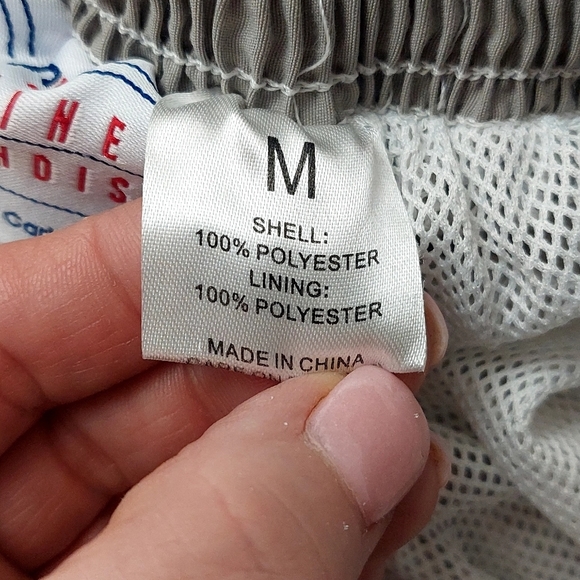 M
SHELL:
100% POLYESTER
LINING:
100% POLYESTER
MADE IN CHINA